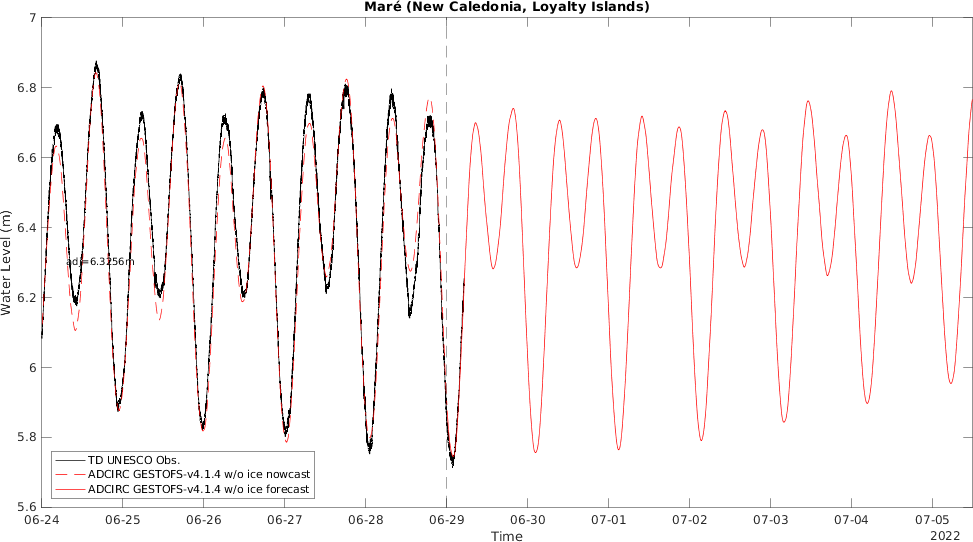 Maré (New Caledonia, Loyalty Islands)
7
6.8
6.6
6.4
6.2
6
5.8
5.6
Water Level (m)
adj=6.3256m
TD UNESCO Obs.
ADCIRC GESTOFS-v4.1.4 w/o ice nowcast
ADCIRC GESTOFS-v4.1.4 w/o ice forecast
06-24 06-25 06-26 06-27 06-28 06-29 06-30 07-01 07-02 07-03 07-04 07-05
Time
2022